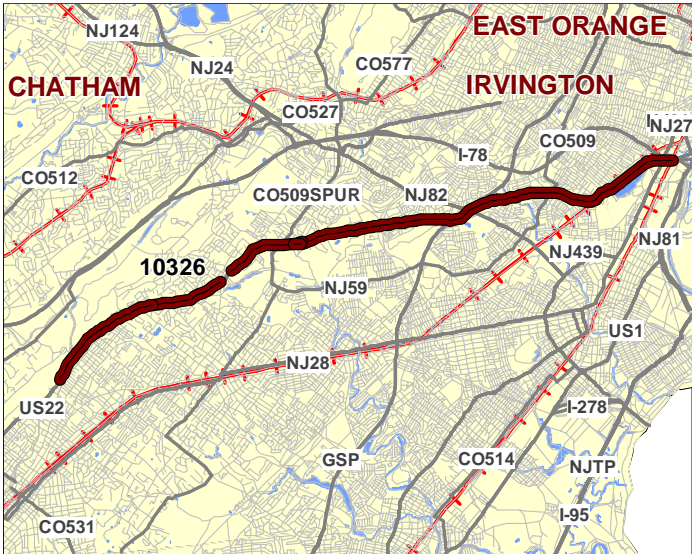 EAST ORANGE
NJ124
NJ24
CO577
CHATHAM
IRVINGTON
CO527
NJ27
CO509
I-78
CO512
CO509SPUR
NJ82
NJ81
NJ439
10326
NJ59
US1
NJ28
US22
I-278
GSP
CO514
NJTP
I-95
CO531